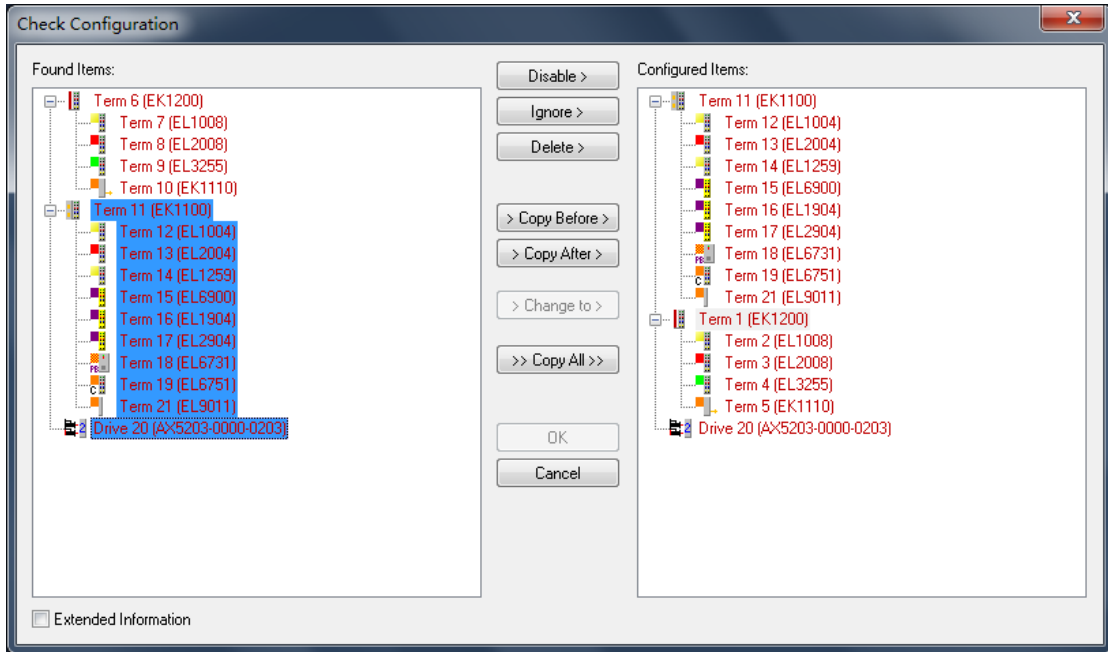 Check Configuration
Found Items:
Term 6 (EK1200)
Term 7 (EL1008)
Term 8 (EL2008)
Term 9 (EL3255)
Term 10 (EK1110)
Term 11 (EK1100)
Term 12 (EL1004)
Term 13 (EL2004)
Term 14 (EL1259)
Term 15 (EL6900)
Term 16 (EL1904)
Term 17 (EL2904)
Term 18 (EL6731)
Term 19 (EL6751)
Term 21 (EL9011)
Drive 20 (AX5203-0000-0203)
Extended Information
Disable >
Ignore >
Delete >
> Copy Before >
> Copy After >
> Change to >
>> Copy All >>
OK
Cancel
Configured Items:
Term 11 (EK1100)
Term 12 (EL1004)
Term 13 (EL2004)
Term 14 (EL1259)
Term 15 (EL6900)
Term 16 (EL1904)
Term 17 (EL2904)
Term 18 (EL6731)
Term 19 (EL6751)
Term 21 (EL9011)
Term 1 (EK1200)
Term 2 (EL1008)
Term 3 (EL2008)
Term 4 (EL3255)
Term 5 (EK1110)
Drive 20 (AX5203-0000-0203)